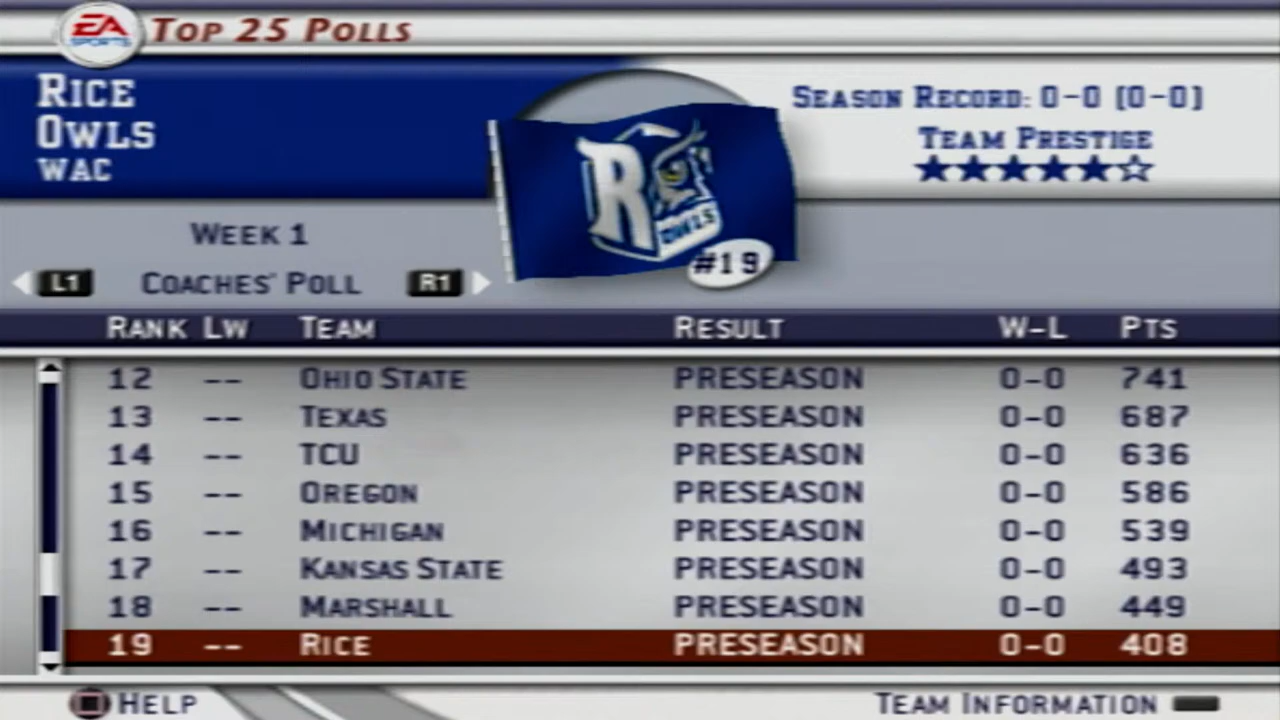 EA SPORTS
TOP 25 POLLS
RICE
OWLS
WAC
SEASON RECORD: 0-0 (0-0)
TEAM PRESTIGE
R OWLS
#19
WEEK 1
L1 COACHES' POLL R1
RANK LW TEAM RESULT W-L PTS
12 -- OHIO STATE PRESEASON 0-0 741
13 -- TEXAS PRESEASON 0-0 687
14 -- TCU PRESEASON 0-0 636
15 -- OREGON PRESEASON 0-0 586
16 -- MICHIGAN PRESEASON 0-0 539
17 -- KANSAS STATE PRESEASON 0-0 493
18 -- MARSHALL PRESEASON 0-0 449
19 -- RICE PRESEASON 0-0 408
HELP
TEAM INFORMATION